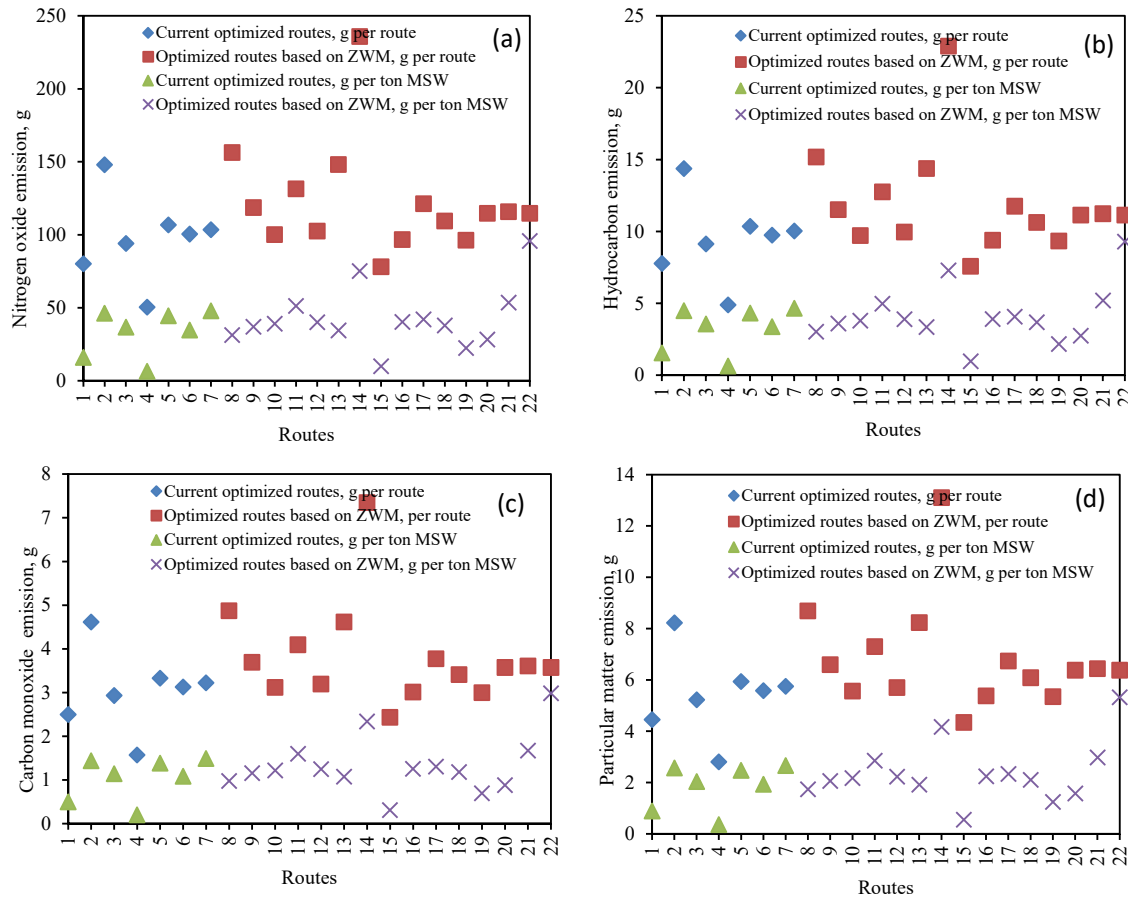 250
200
150
100
50
0
Nitrogen oxide emission, g
Current optimized routes, g per route
Optimized routes based on ZWM, g per route
Current optimized routes, g per ton MSW
Optimized routes based on ZWM, g per ton MSW
(a)
1 2 3 4 5 6 7 8 9 10 11 12 13 14 15 16 17 18 19 20 21 22
Routes
25
20
15
10
5
0
Hydrocarbon emission, g
Current optimized routes, g per route
Optimized routes based on ZWM, g per route
Current optimized routes, g per ton MSW
Optimized routes based on ZWM, g per ton MSW
(b)
1 2 3 4 5 6 7 8 9 10 11 12 13 14 15 16 17 18 19 20 21 22
Routes
8
7
6
5
4
3
2
1
0
Carbon monoxide emission, g
Current optimized routes, g per route
Optimized routes based on ZWM, per route
Current optimized routes, g per ton MSW
Optimized routes based on ZWM, g per ton MSW
(c)
1 2 3 4 5 6 7 8 9 10 11 12 13 14 15 16 17 18 19 20 21 22
Routes
14
12
10
8
6
4
2
0
Particular matter emission, g
Current optimized routes, g per route
Optimized routes based on ZWM, per route
Current optimized routes, g per ton MSW
Optimized routes based on ZWM, g per ton MSW
(d)
1 2 3 4 5 6 7 8 9 10 11 12 13 14 15 16 17 18 19 20 21 22
Routes